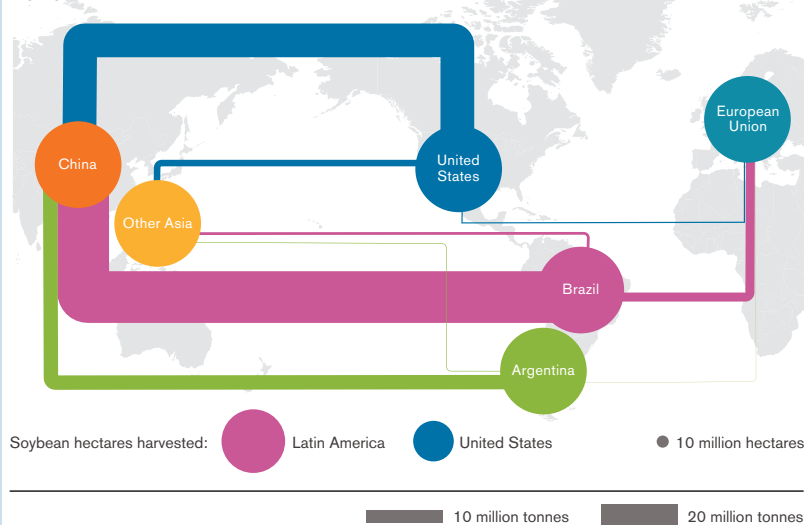 European
Union
China
United
States
Other Asia
Brazil
Argentina
Soybean hectares harvested:
Latin America
United States
10 million hectares
10 million tonnes
20 million tonnes